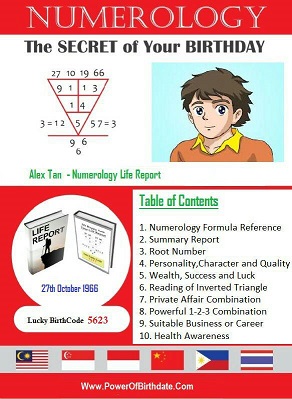 NUMEROLOGY
The SECRET of Your BIRTHDAY
27 10 19 66
9 1 1 3
1 4
3 = 12 5 57 = 3
9 6
6
Alex Tan - Numerology Life Report
Table of Contents
1. Numerology Formula Reference
2. Summary Report
3. Root Number
4. Personality,Character and Quality
5. Wealth, Success and Luck
6. Reading of Inverted Triangle
7. Private Affair Combination
8. Powerful 1-2-3 Combination
9. Suitable Business or Career
10. Health Awareness
LIFE
REPORT
27th October 1966
Lucky BirthCode 5623
Www.PowerOfBirthdate.Com